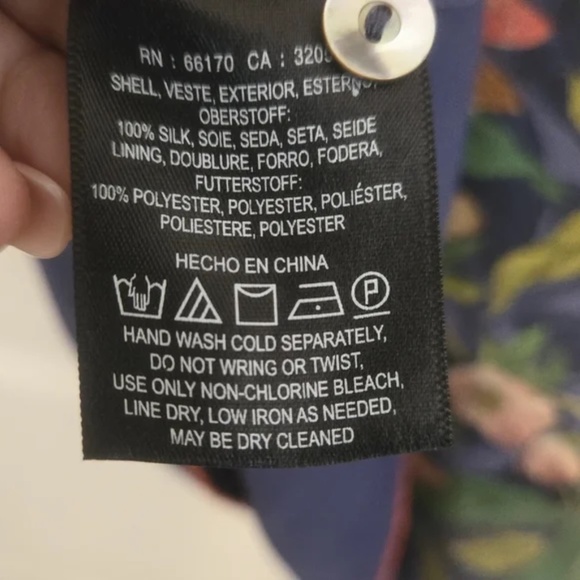 RN : 66170 CA : 3205
SHELL, VESTE, EXTERIOR, ESTERNO,
OBERSTOFF:
100% SILK, SOIE, SEDA, SETA, SEIDE
LINING, DOUBLURE, FORRO, FODERA,
FUTTERSTOFF:
100% POLYESTER, POLYESTER, POLIÉSTER,
POLIESTERE, POLYESTER
HECHO EN CHINA
P
HAND WASH COLD SEPARATELY,
DO NOT WRING OR TWIST,
USE ONLY NON-CHLORINE BLEACH,
LINE DRY, LOW IRON AS NEEDED,
MAY BE DRY CLEANED